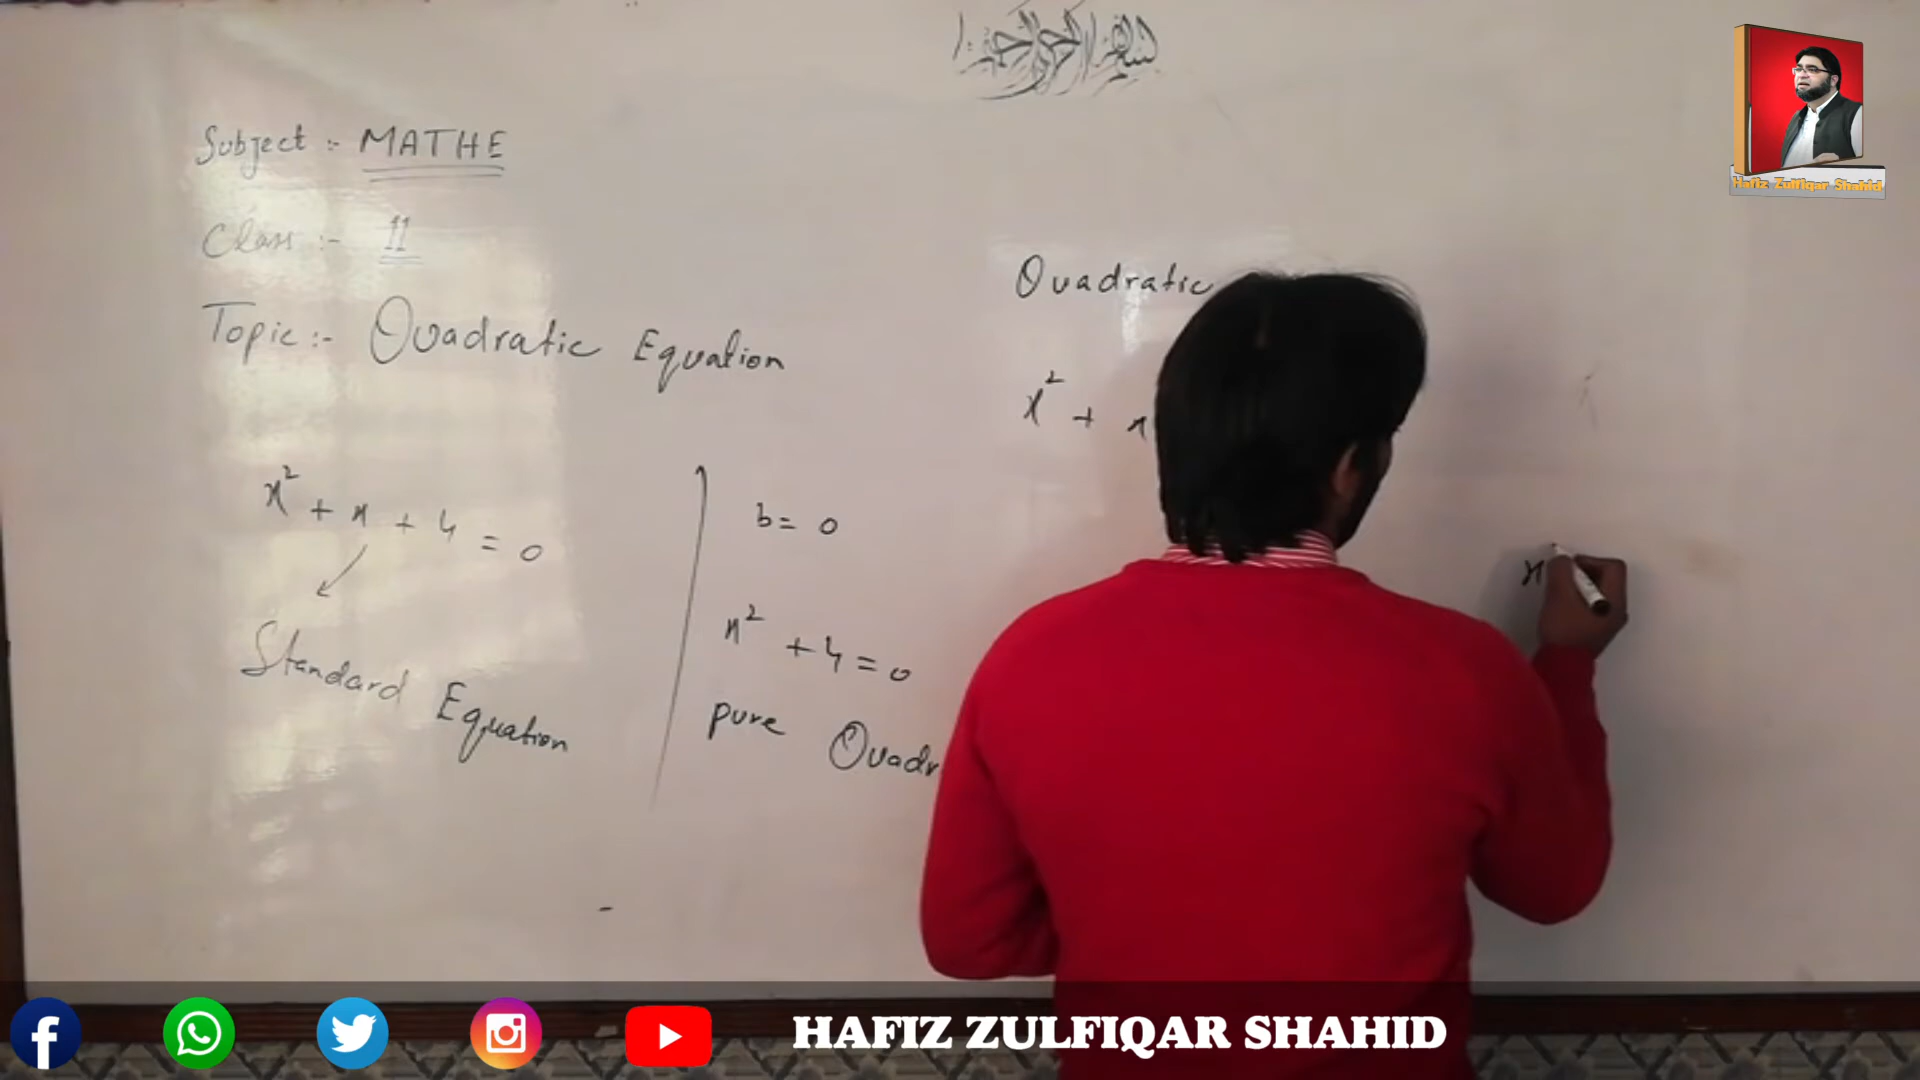 Subject :- MATHE
Class :- 11
Topic :- Quadratic Equation
x² + x + 4 = 0
Standard Equation
b = 0
x² + 4 = 0
pure Quadr
Quadratic
x² + x
x
Hafiz Zulfiqar Shahid
HAFIZ ZULFIQAR SHAHID